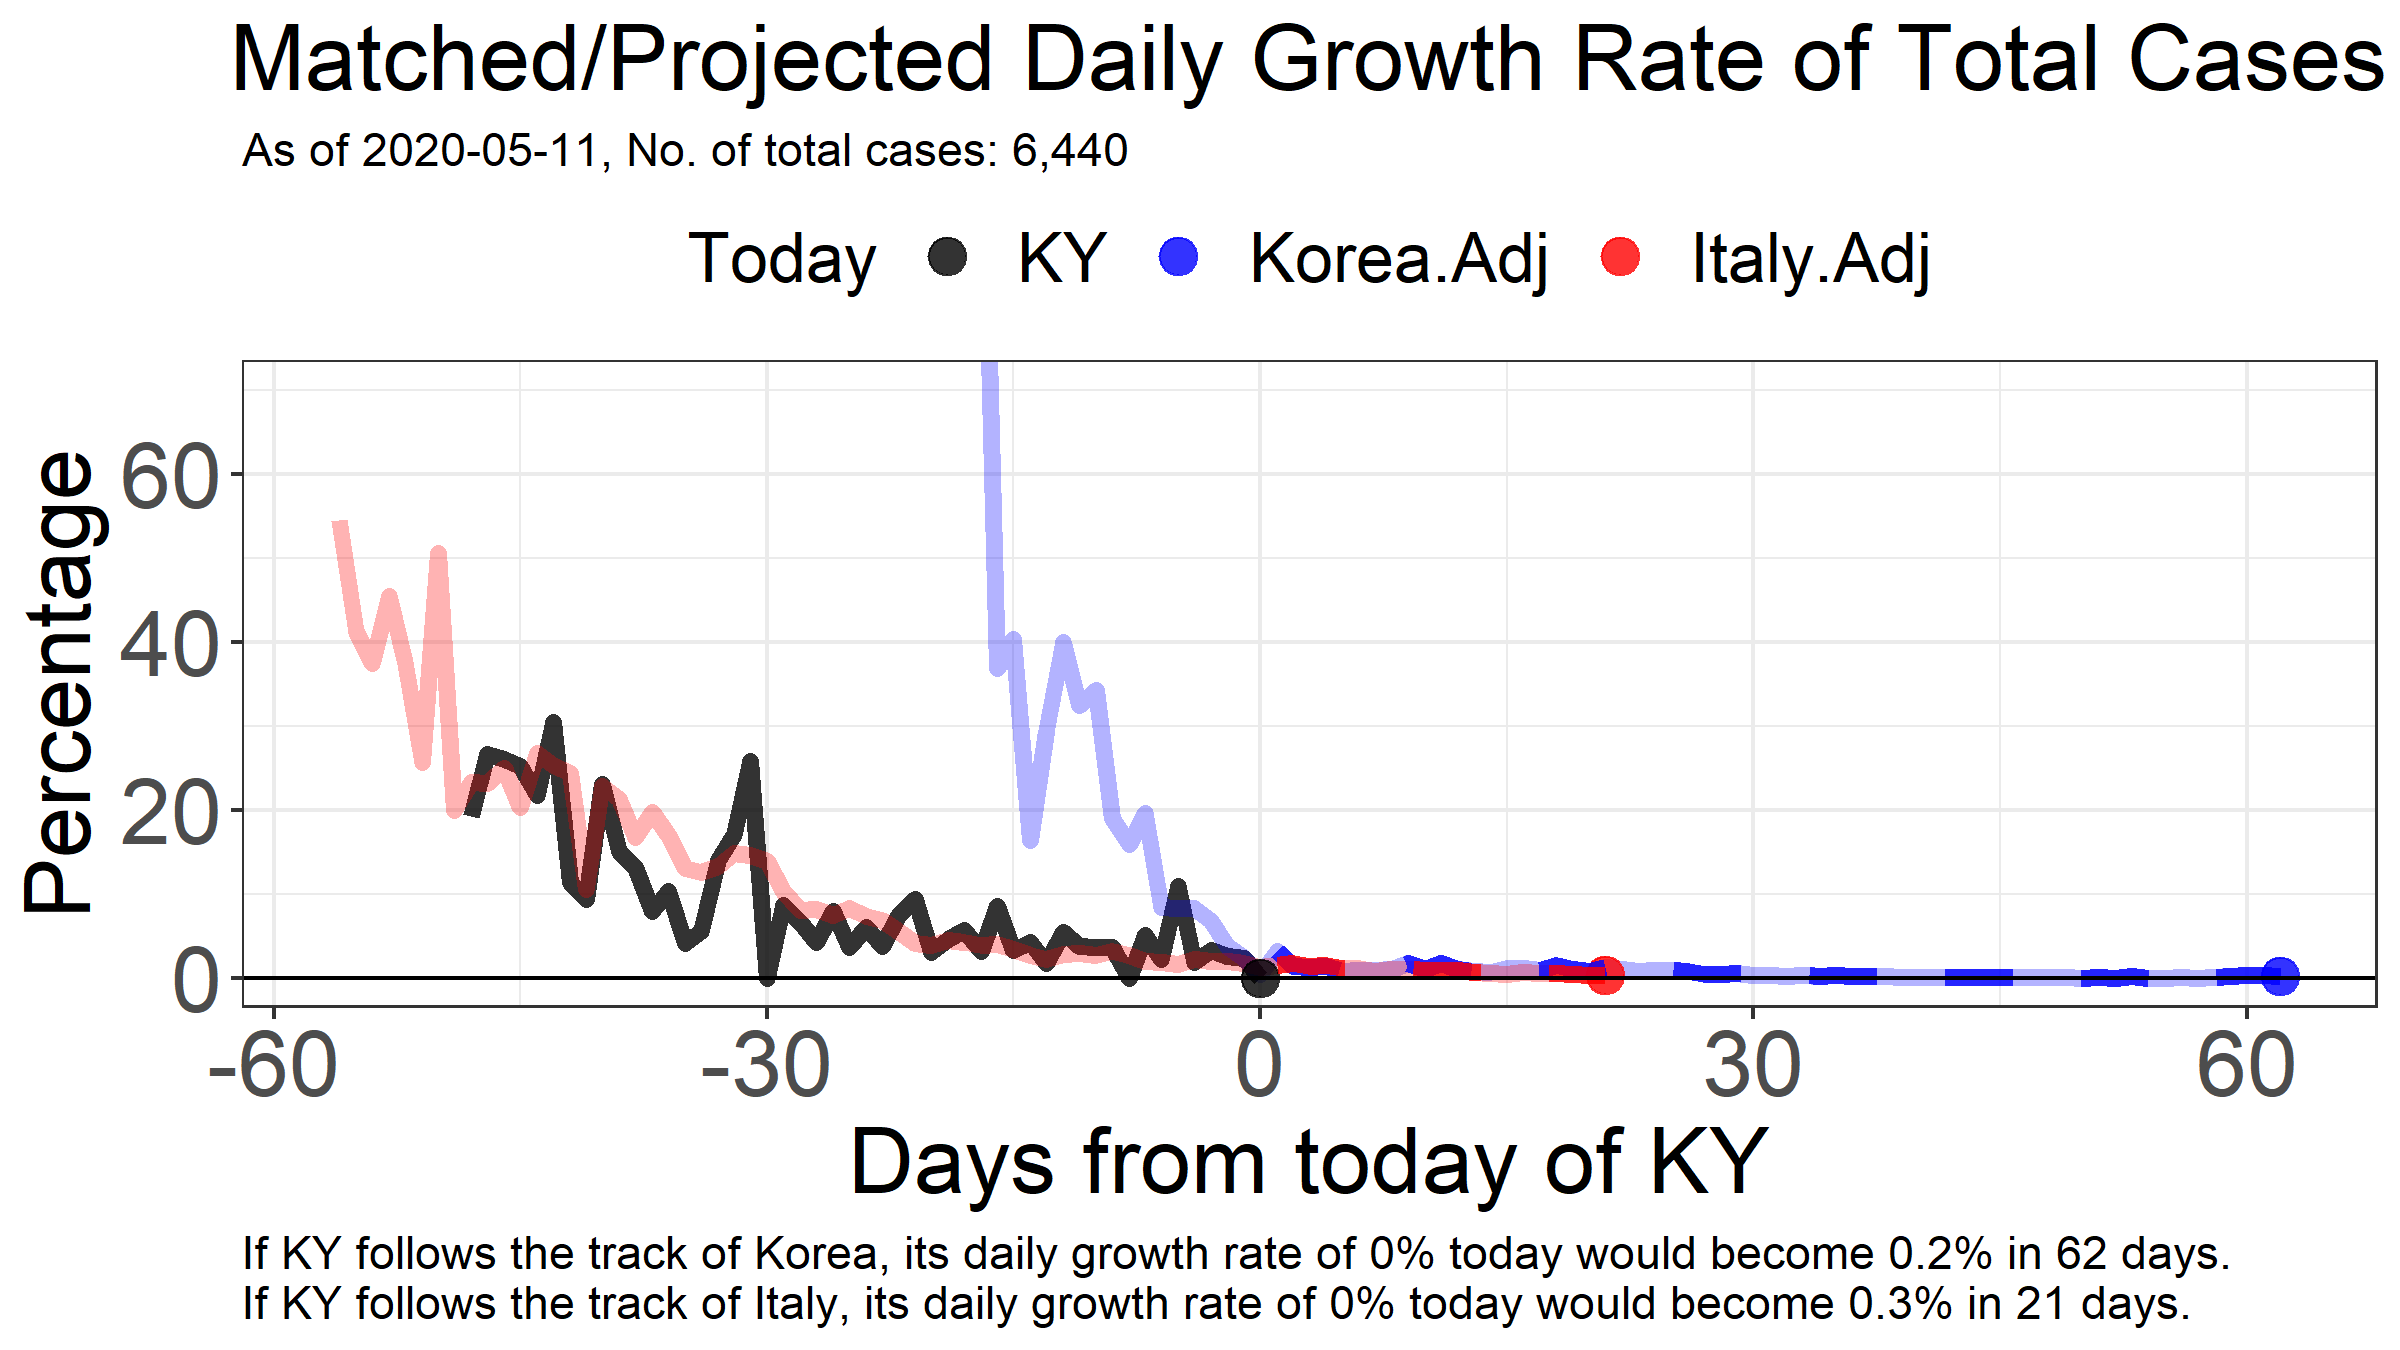 Matched/Projected Daily Growth Rate of Total Cases
As of 2020-05-11, No. of total cases: 6,440
Today KY Korea.Adj Italy.Adj
Percentage
60
40
20
0
-60 -30 0 30 60
Days from today of KY
If KY follows the track of Korea, its daily growth rate of 0% today would become 0.2% in 62 days.
If KY follows the track of Italy, its daily growth rate of 0% today would become 0.3% in 21 days.